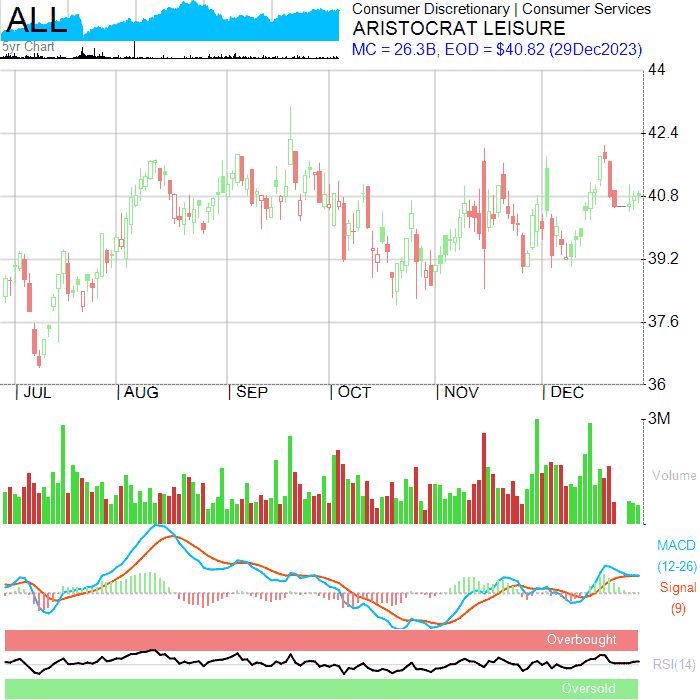 ALL
5yr Chart
Consumer Discretionary | Consumer Services
ARISTOCRAT LEISURE
MC = 26.3B, EOD = $40.82 (29Dec2023)
44
42.4
40.8
39.2
37.6
36
| JUL | AUG | SEP | OCT | NOV | DEC
3M
Volume
MACD
(12-26)
Signal
(9)
Overbought
RSI(14)
Oversold